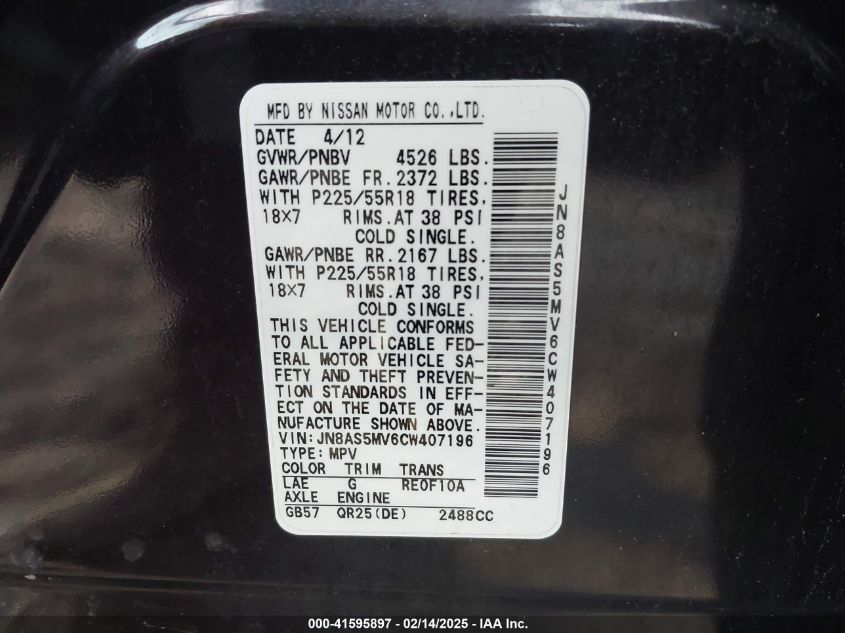 MFD BY NISSAN MOTOR CO.,LTD.
DATE 4/12
GVWR/PNBV 4526 LBS.
GAWR/PNBE FR. 2372 LBS.
WITH P225/55R18 TIRES,
18X7 RIMS.AT 38 PSI
COLD SINGLE.
GAWR/PNBE RR. 2167 LBS.
WITH P225/55R18 TIRES,
18X7 RIMS.AT 38 PSI
COLD SINGLE.
THIS VEHICLE CONFORMS
TO ALL APPLICABLE FED-
ERAL MOTOR VEHICLE SA-
FETY AND THEFT PREVEN-
TION STANDARDS IN EFF-
ECT ON THE DATE OF MA-
NUFACTURE SHOWN ABOVE.
VIN:JN8AS5MV6CW407196
TYPE:MPV
COLOR TRIM TRANS
LAE G RE0F10A
AXLE ENGINE
GB57 QR25(DE) 2488CC
JN8AS5MV6CW407196
000-41595897 - 02/14/2025 - IAA Inc.